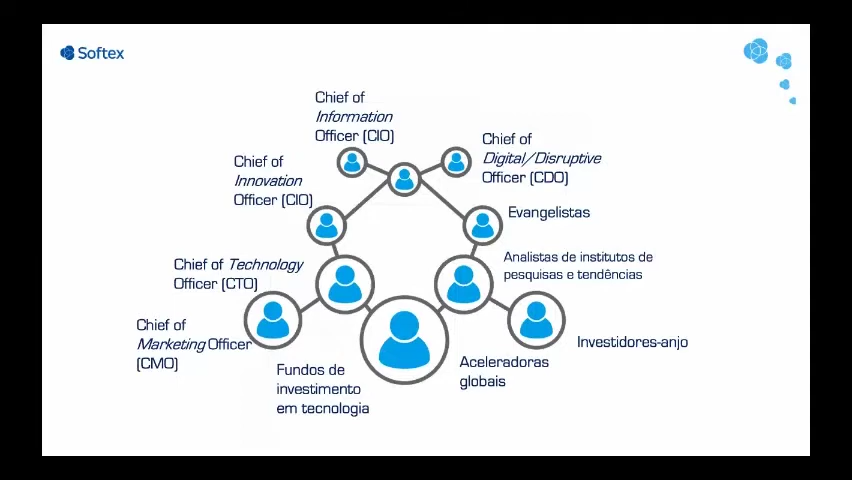 Softex
Chief of
Information
Officer (CIO)
Chief of
Digital/Disruptive
Officer (CDO)
Chief of
Innovation
Officer (CIO)
Evangelistas
Chief of Technology
Officer (CTO)
Analistas de institutos de
pesquisas e tendências
Chief of
Marketing Officer
(CMO)
Investidores-anjo
Fundos de
investimento
em tecnologia
Aceleradoras
globais